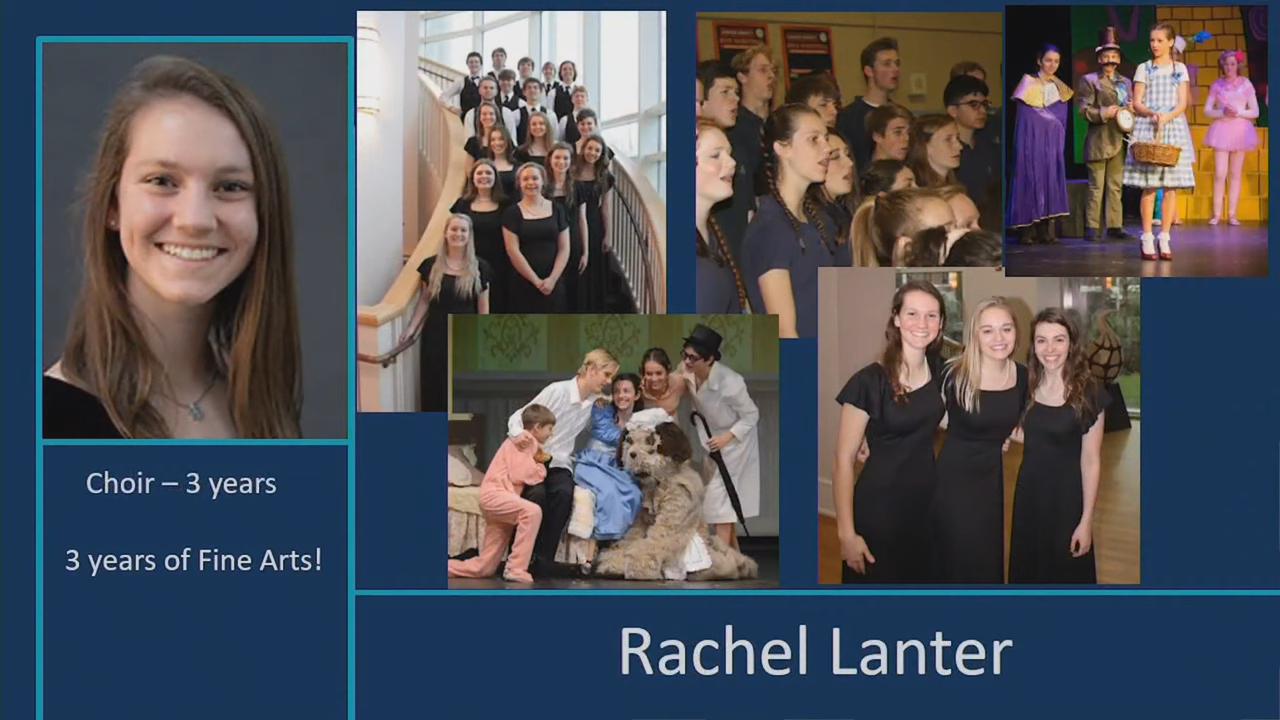 Choir – 3 years
3 years of Fine Arts!
Rachel Lanter